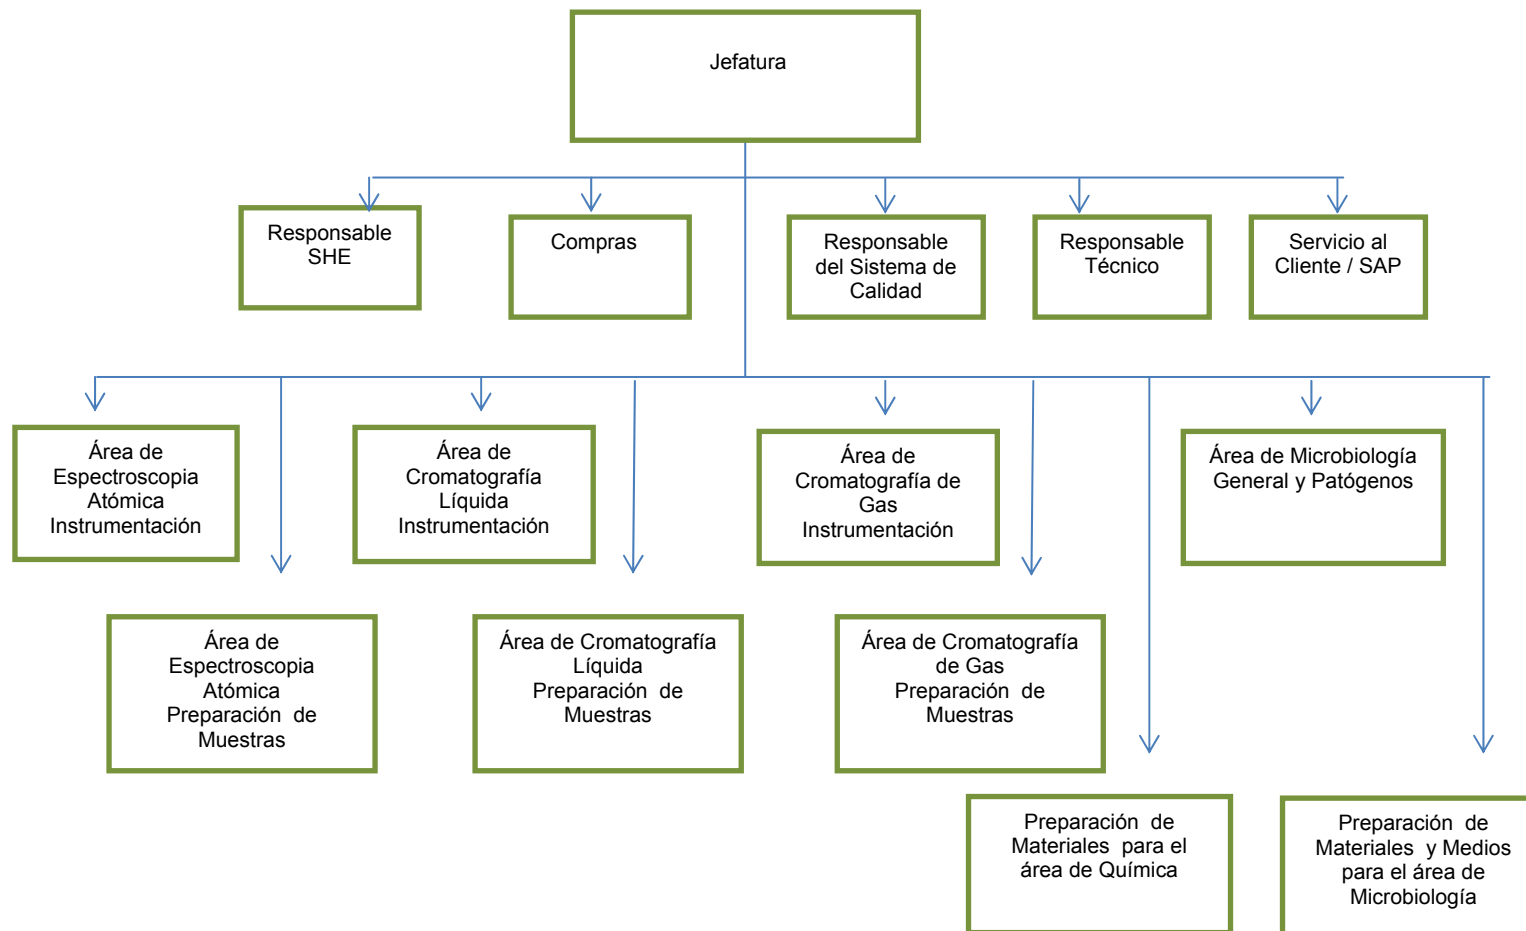 Jefatura
Responsable
SHE
Compras
Responsable
del Sistema de
Calidad
Responsable
Técnico
Servicio al
Cliente / SAP
Área de
Espectroscopia
Atómica
Instrumentación
Área de
Cromatografía
Líquida
Instrumentación
Área de
Cromatografía de
Gas
Instrumentación
Área de Microbiología
General y Patógenos
Área de
Espectroscopia
Atómica
Preparación de
Muestras
Área de Cromatografía
Líquida
Preparación de
Muestras
Área de Cromatografía
de Gas
Preparación de
Muestras
Preparación de
Materiales para el
área de Química
Preparación de
Materiales y Medios
para el área de
Microbiología